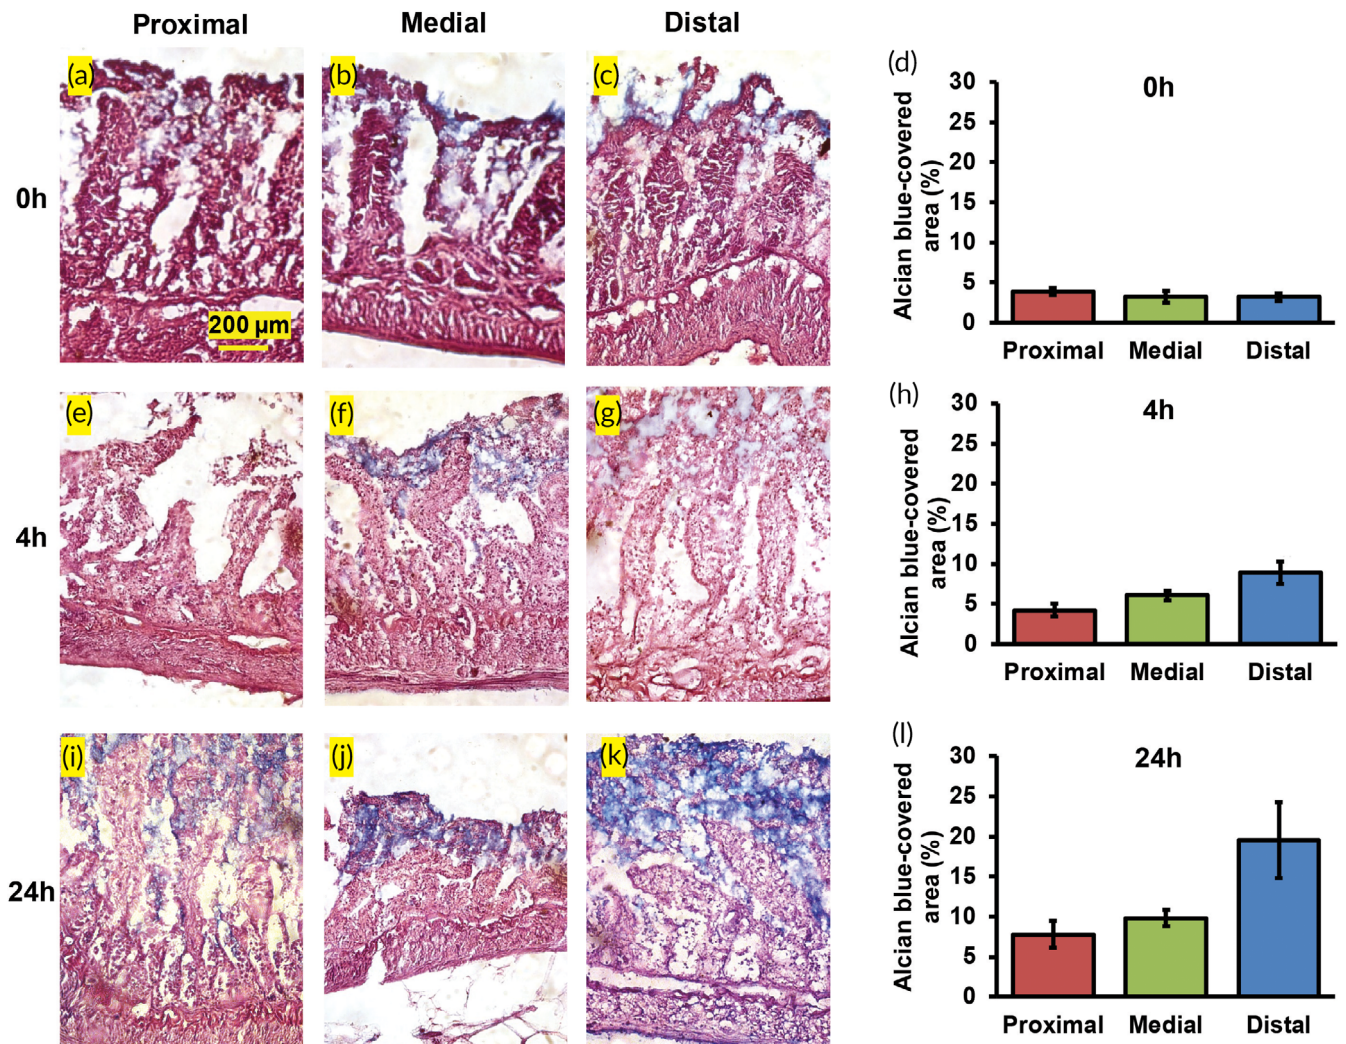 Proximal
Medial
Distal
0h
(a)
(b)
(c)
200 µm
(d)
0h
Alcian blue-covered
area (%)
30
25
20
15
10
5
0
Proximal
Medial
Distal
4h
(e)
(f)
(g)
(h)
4h
Alcian blue-covered
area (%)
30
25
20
15
10
5
0
Proximal
Medial
Distal
24h
(i)
(j)
(k)
(l)
24h
Alcian blue-covered
area (%)
30
25
20
15
10
5
0
Proximal
Medial
Distal